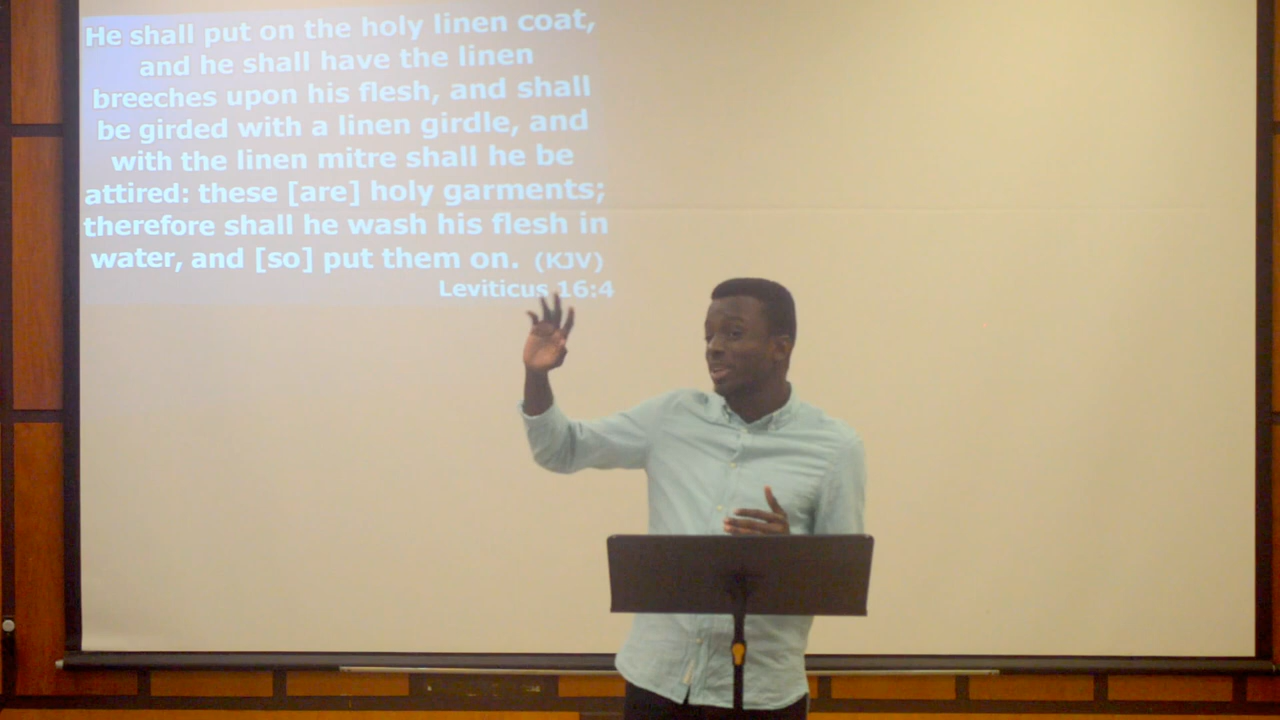 He shall put on the holy linen coat,
and he shall have the linen
breeches upon his flesh, and shall
be girded with a linen girdle, and
with the linen mitre shall he be
attired: these [are] holy garments;
therefore shall he wash his flesh in
water, and [so] put them on. (KJV)
Leviticus 16:4